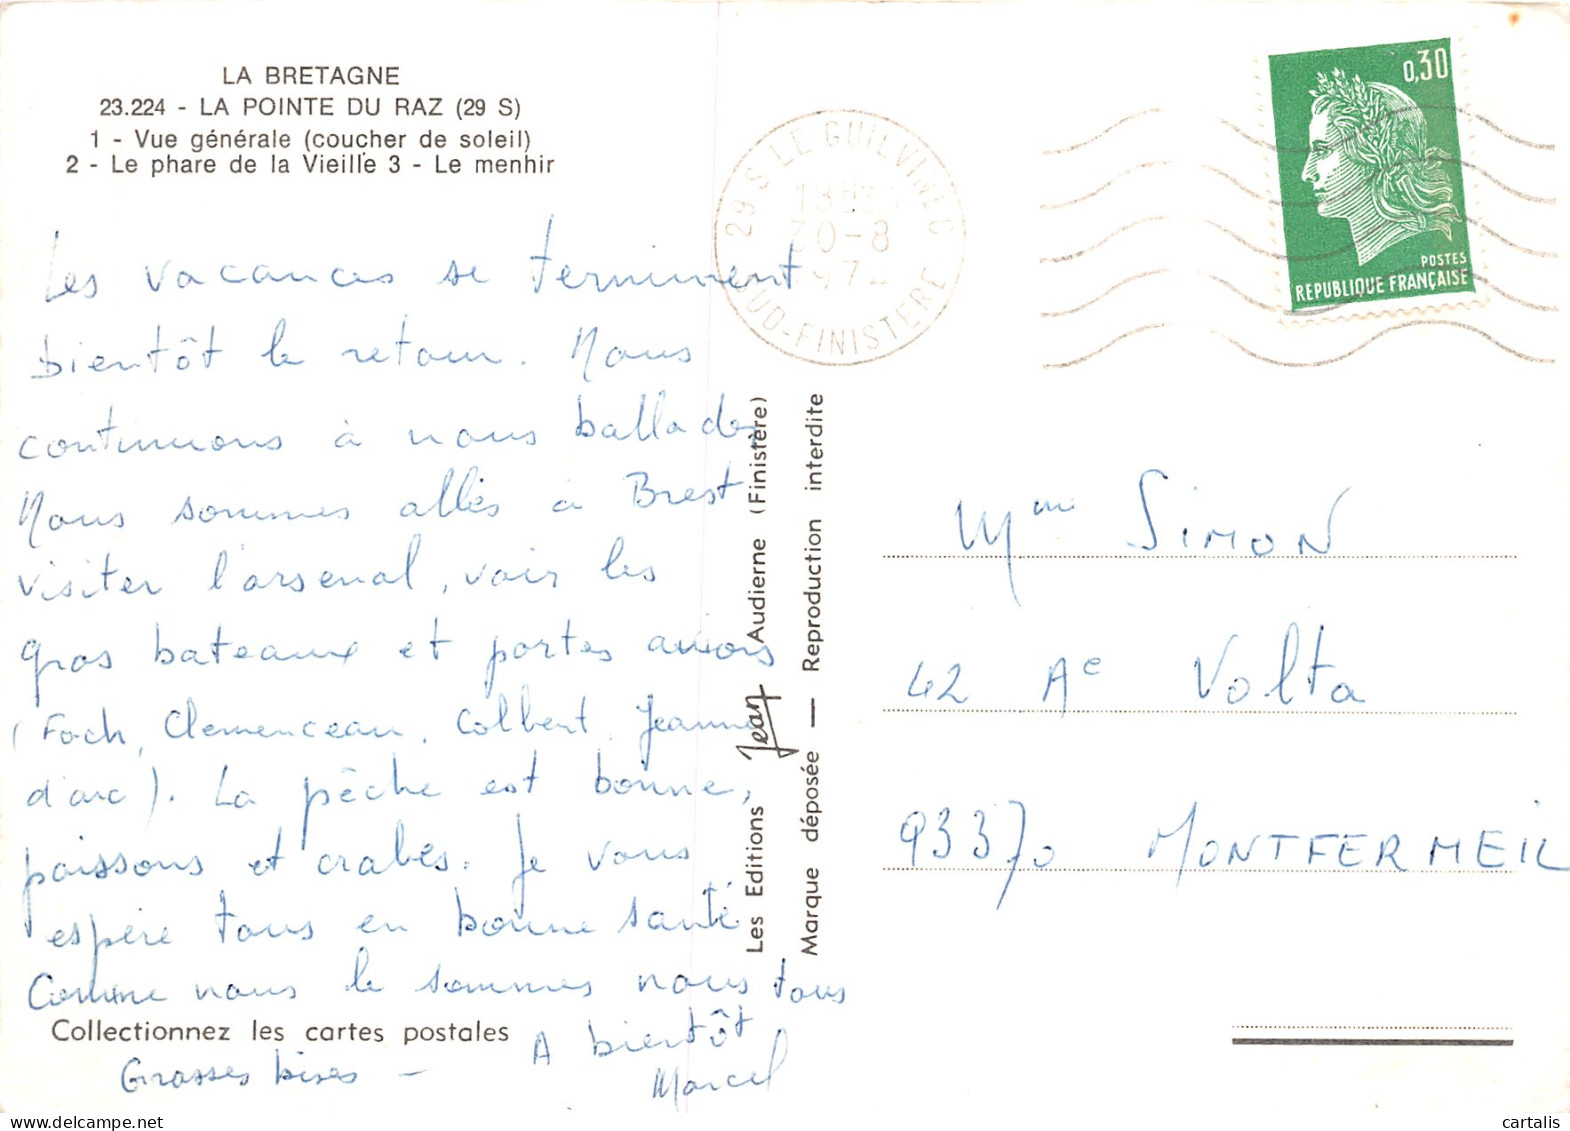 LA BRETAGNE
23.224 - LA POINTE DU RAZ (29 S)
1 - Vue générale (coucher de soleil)
2 - Le phare de la Vieille 3 - Le menhir
Les vacances se terminent
bientôt le retour. Nous
continuons à nous ballader
Nous sommes allés à Brest
visiter l'arsenal, voir les
gros bateaux et portes avions
(Foch, Clemenceau, Colbert, Jeanne
d'arc). La pêche est bonne,
poissons et crabes. Je vous
espère tous en bonne santé
Comme nous le sommes nous tous
A bientôt
Grosses bises -
Marcel
Collectionnez les cartes postales
Les Editions Jean Audierne (Finistère)
Marque déposée — Reproduction interdite
29 S LE GUILVINEC
30-8
SUD-FINISTERE
0,30
POSTES
REPUBLIQUE FRANÇAISE
Mme SIMON
42 Ae Volta
93370 MONTFERMEIL
cartalis